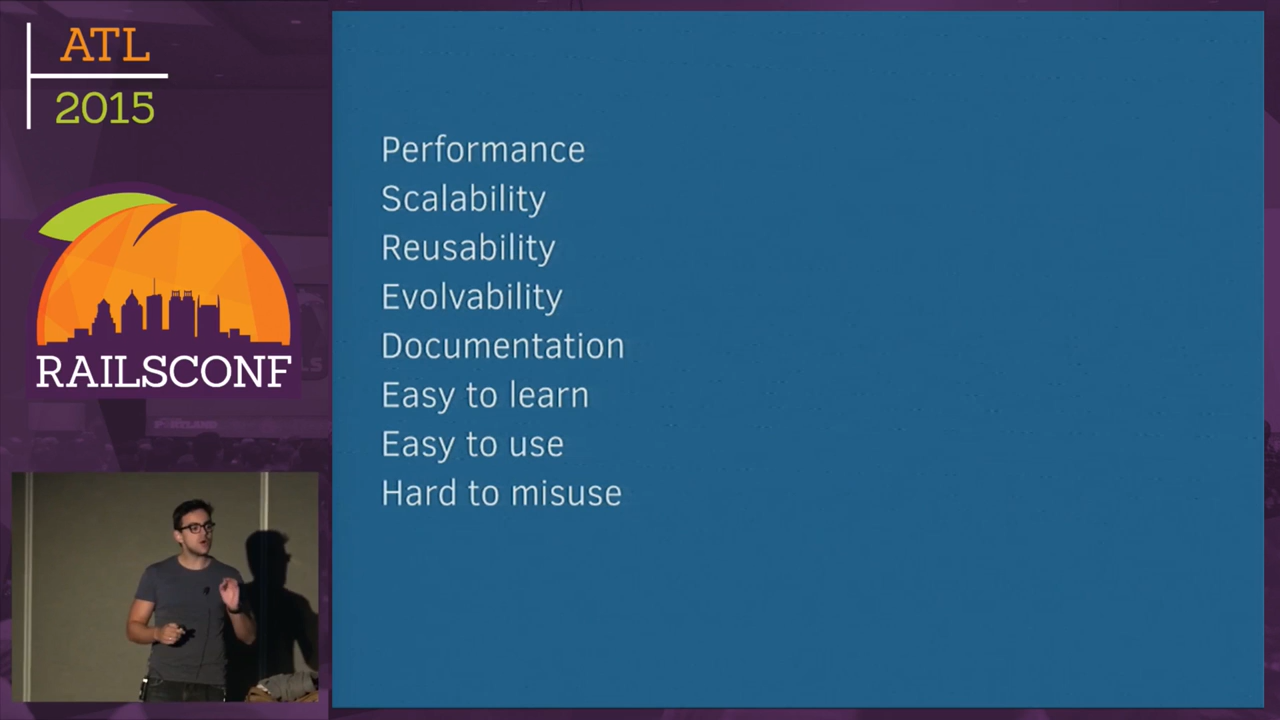 ATL
2015
RAILSCONF
Performance
Scalability
Reusability
Evolvability
Documentation
Easy to learn
Easy to use
Hard to misuse